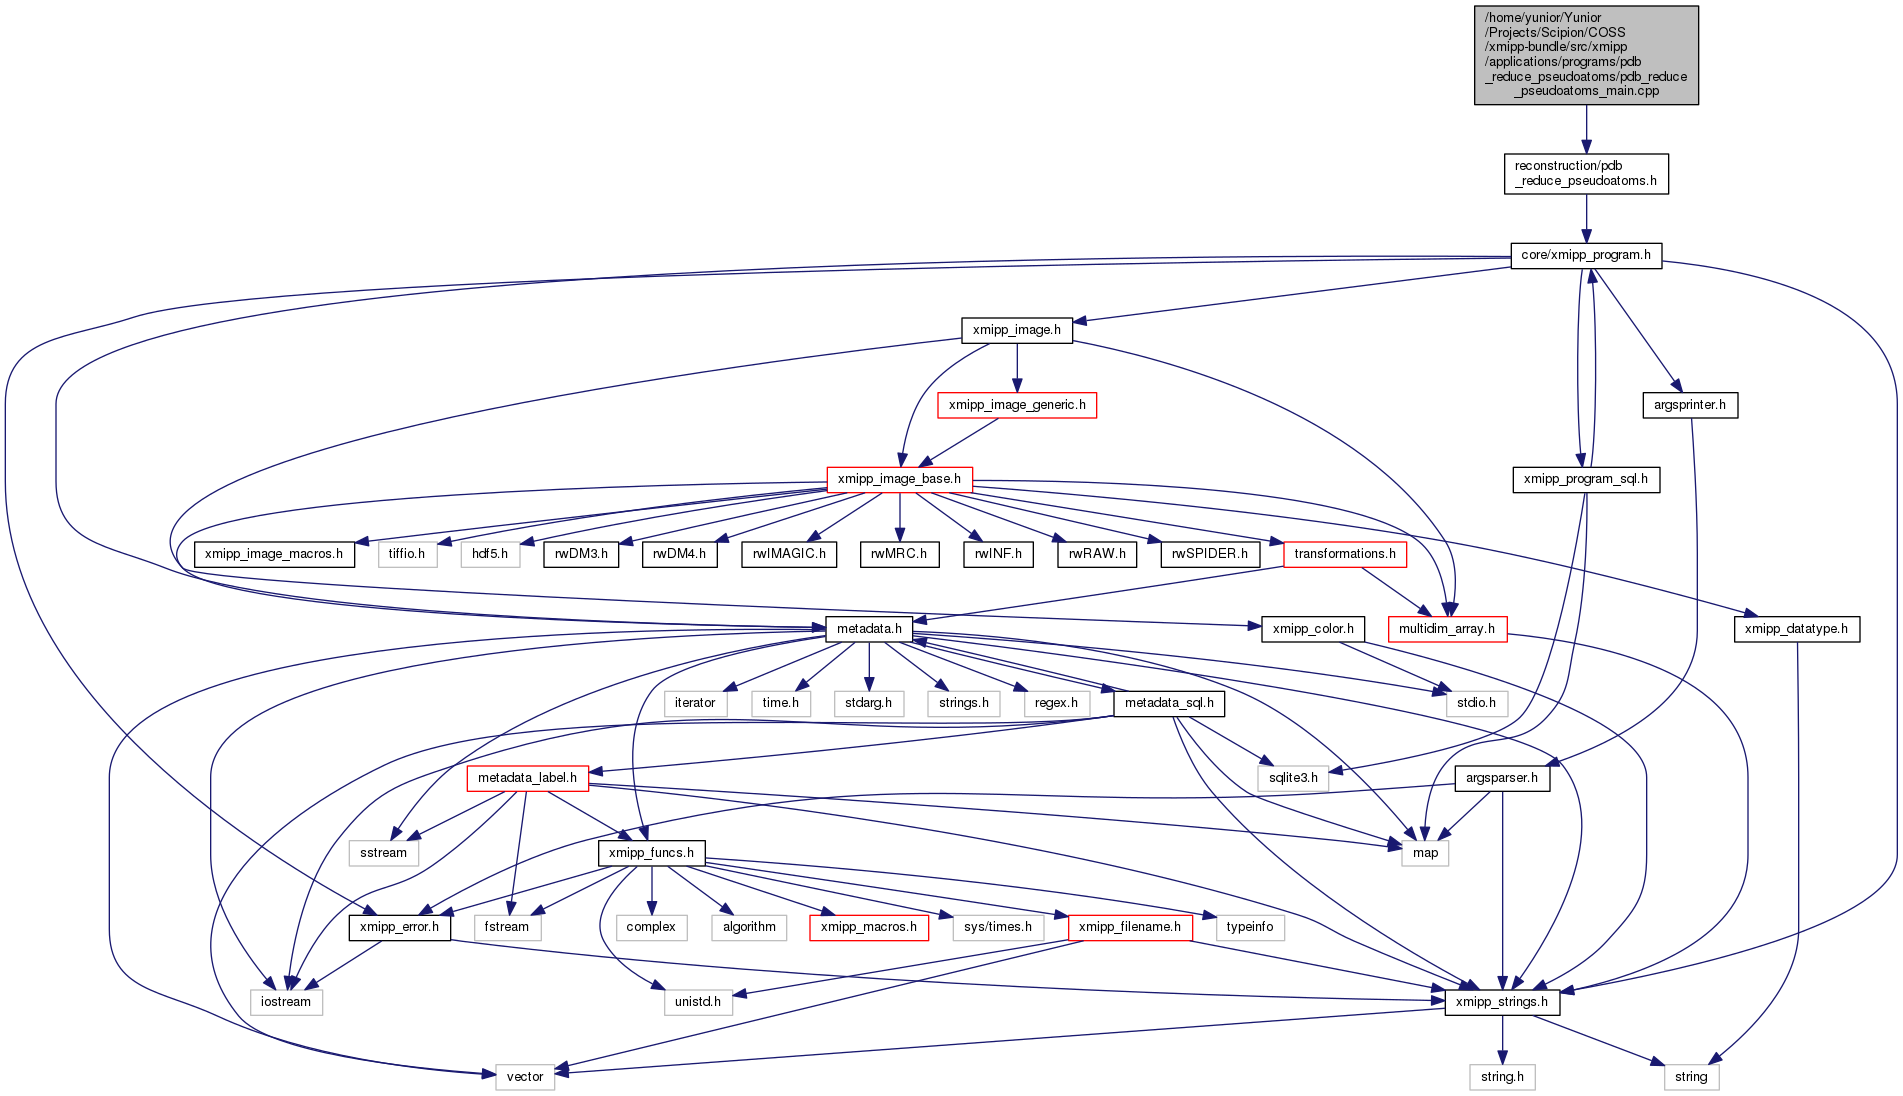 /home/yunior/Yunior
/Projects/Scipion/COSS
/xmipp-bundle/src/xmipp
/applications/programs/pdb
_reduce_pseudoatoms/pdb_reduce
_pseudoatoms_main.cpp
reconstruction/pdb
_reduce_pseudoatoms.h
core/xmipp_program.h
xmipp_image.h
xmipp_image_generic.h
argsprinter.h
xmipp_image_base.h
xmipp_program_sql.h
xmipp_image_macros.h
tiffio.h
hdf5.h
rwDM3.h
rwDM4.h
rwIMAGIC.h
rwMRC.h
rwINF.h
rwRAW.h
rwSPIDER.h
transformations.h
metadata.h
xmipp_color.h
multidim_array.h
xmipp_datatype.h
iterator
time.h
stdarg.h
strings.h
regex.h
metadata_sql.h
stdio.h
metadata_label.h
sqlite3.h
argsparser.h
sstream
xmipp_funcs.h
map
xmipp_error.h
fstream
complex
algorithm
xmipp_macros.h
sys/times.h
xmipp_filename.h
typeinfo
iostream
unistd.h
xmipp_strings.h
vector
string.h
string